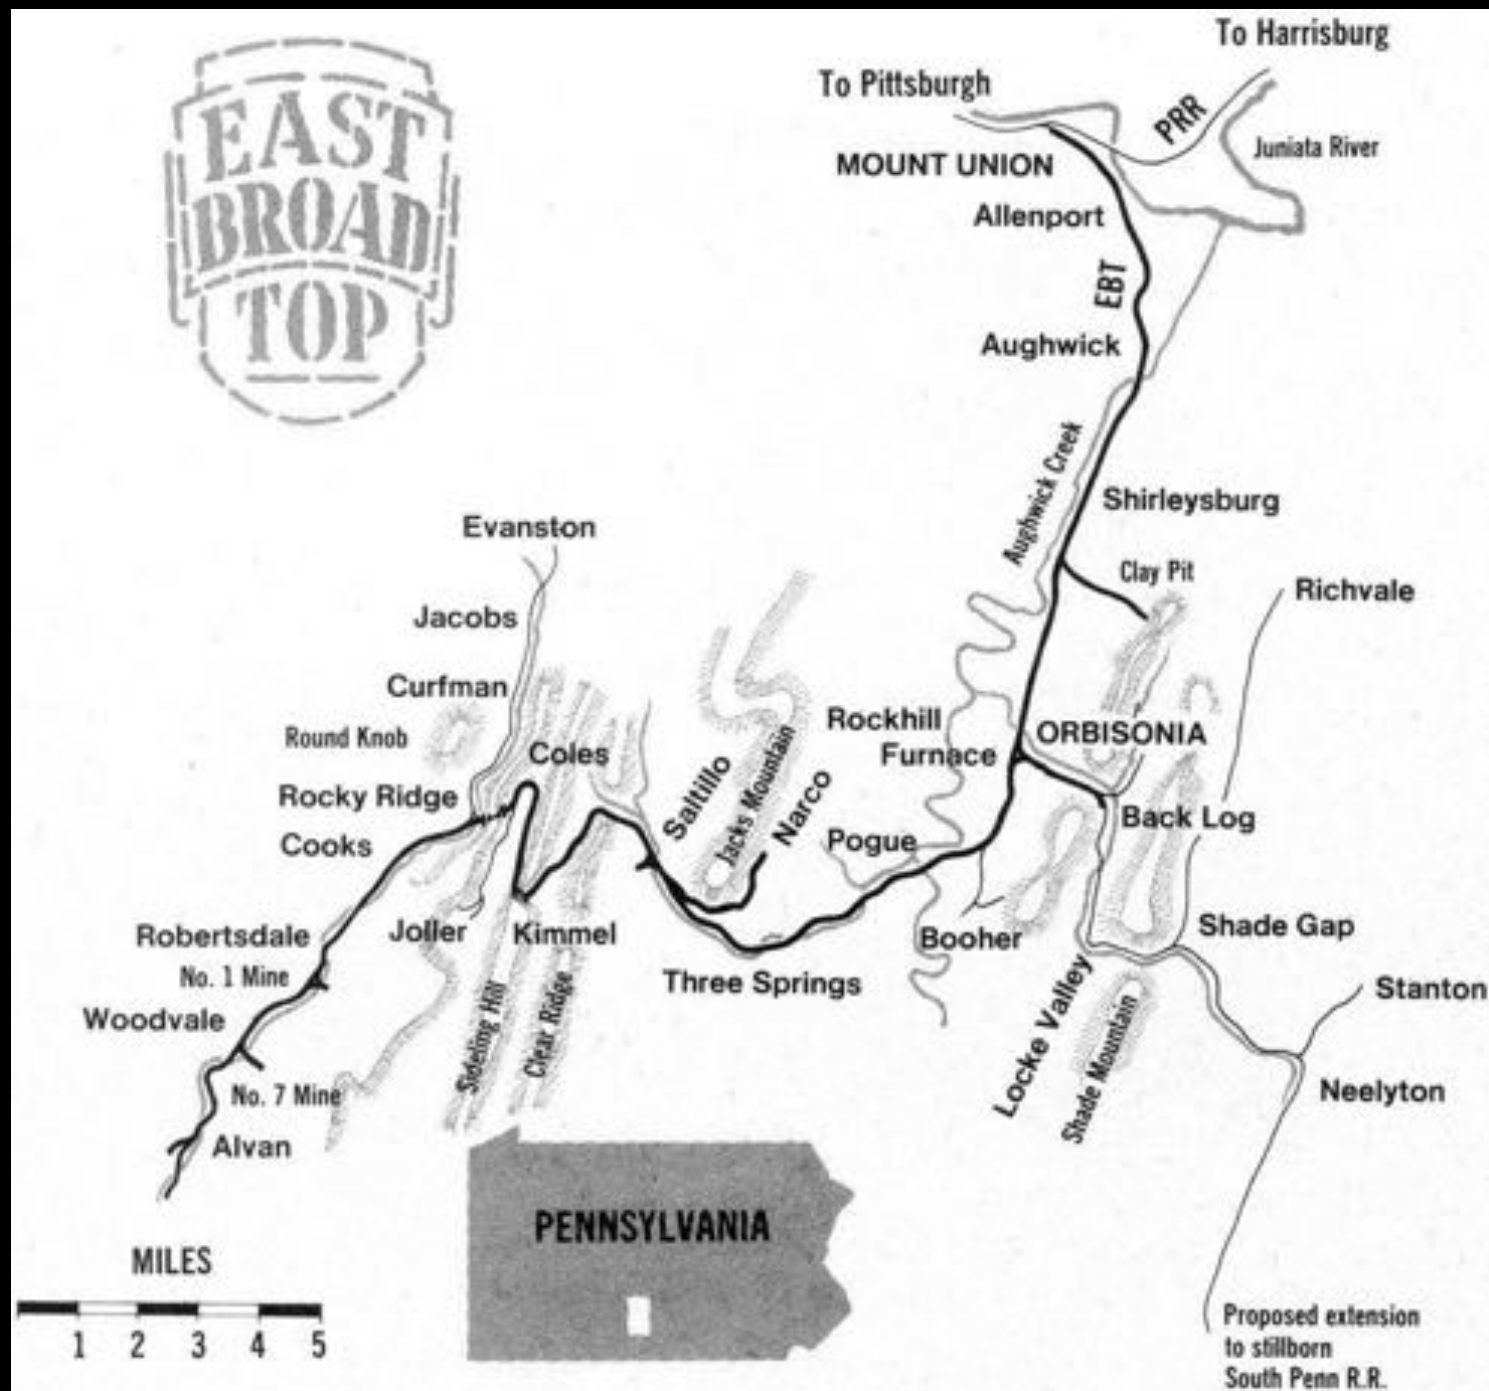 EAST
BROAD
TOP
To Harrisburg
To Pittsburgh
PRR
Juniata River
MOUNT UNION
Allenport
EBT
Aughwick
Aughwick Creek
Shirleysburg
Clay Pit
Richvale
Evanston
Jacobs
Curfman
Round Knob
Coles
Rocky Ridge
Cooks
Saltillo
Jacks Mountain
Narco
Rockhill
Furnace
ORBISONIA
Back Log
Pogue
Robertsdale
No. 1 Mine
Joller
Kimmel
Three Springs
Booher
Shade Gap
Stanton
Woodvale
Sideling Hill
Clear Ridge
Locke Valley
Shade Mountain
No. 7 Mine
Neelyton
Alvan
PENNSYLVANIA
MILES
1 2 3 4 5
Proposed extension
to stillborn
South Penn R.R.